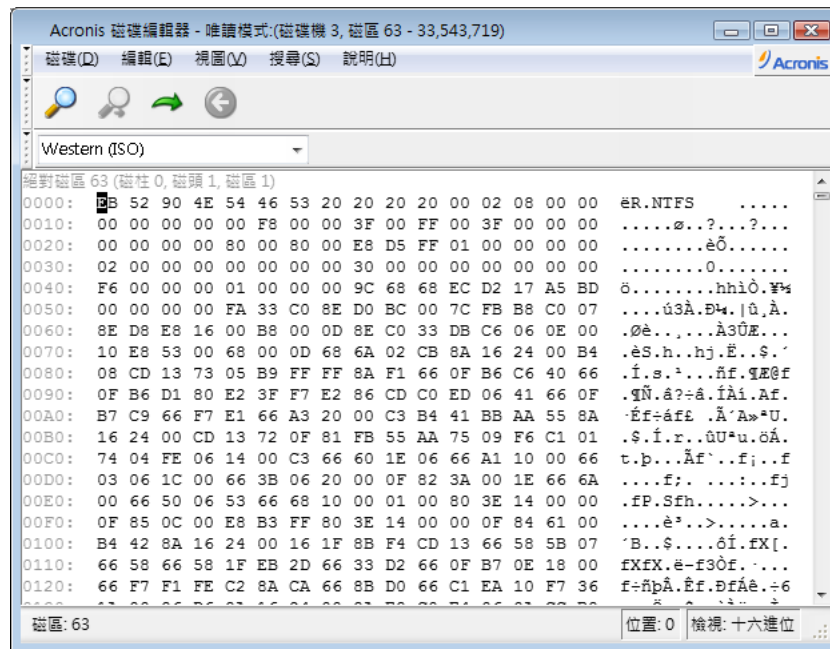 Acronis 磁碟編輯器 - 唯讀模式:(磁碟機 3, 磁區 63 - 33,543,719)
磁碟(D) 編輯(E) 視圖(V) 搜尋(S) 說明(H)
Acronis
Western (ISO)
絕對磁區 63 (磁柱 0, 磁頭 1, 磁區 1)
0000: EB 52 90 4E 54 46 53 20 20 20 20 00 02 08 00 00 ëR.NTFS .....
0010: 00 00 00 00 00 F8 00 00 3F 00 FF 00 3F 00 00 00 .....ø..?...?...
0020: 00 00 00 00 80 00 80 00 E8 D5 FF 01 00 00 00 00 ........èÕ......
0030: 02 00 00 00 00 00 00 00 30 00 00 00 00 00 00 00 ........0.......
0040: F6 00 00 00 01 00 00 00 9C 68 68 EC D2 17 A5 BD ö........hhìÒ.¥½
0050: 00 00 00 00 FA 33 C0 8E D0 BC 00 7C FB B8 C0 07 ....ú3À.Ð¼.|û¸À.
0060: 8E D8 E8 16 00 B8 00 0D 8E C0 33 DB C6 06 0E 00 .Øè..¸...À3ÛÆ...
0070: 10 E8 53 00 68 00 0D 68 6A 02 CB 8A 16 24 00 B4 .èS.h..hj.Ë..$.´
0080: 08 CD 13 73 05 B9 FF FF 8A F1 66 0F B6 C6 40 66 .Í.s.¹...ñf.¶Æ@f
0090: 0F B6 D1 80 E2 3F F7 E2 86 CD C0 ED 06 41 66 0F .¶Ñ.â?÷â.ÍÀí.Af.
00A0: B7 C9 66 F7 E1 66 A3 20 00 C3 B4 41 BB AA 55 8A ·Éf÷áf£ .Ã´A»ªU.
00B0: 16 24 00 CD 13 72 0F 81 FB 55 AA 75 09 F6 C1 01 .$.Í.r..ûUªu.öÁ.
00C0: 74 04 FE 06 14 00 C3 66 60 1E 06 66 A1 10 00 66 t.þ...Ãf`..f¡..f
00D0: 03 06 1C 00 66 3B 06 20 00 0F 82 3A 00 1E 66 6A ....f;. ...:..fj
00E0: 00 66 50 06 53 66 68 10 00 01 00 80 3E 14 00 00 .fP.Sfh.....>...
00F0: 0F 85 0C 00 E8 B3 FF 80 3E 14 00 00 0F 84 61 00 ....è³..>.....a.
0100: B4 42 8A 16 24 00 16 1F 8B F4 CD 13 66 58 5B 07 ´B..$....ôÍ.fX[.
0110: 66 58 66 58 1F EB 2D 66 33 D2 66 0F B7 0E 18 00 fXfX.ë-f3Òf.·...
0120: 66 F7 F1 FE C2 8A CA 66 8B D0 66 C1 EA 10 F7 36 f÷ñþÂ.Êf.ÐfÁê.÷6
磁區: 63 位置: 0 檢視: 十六進位